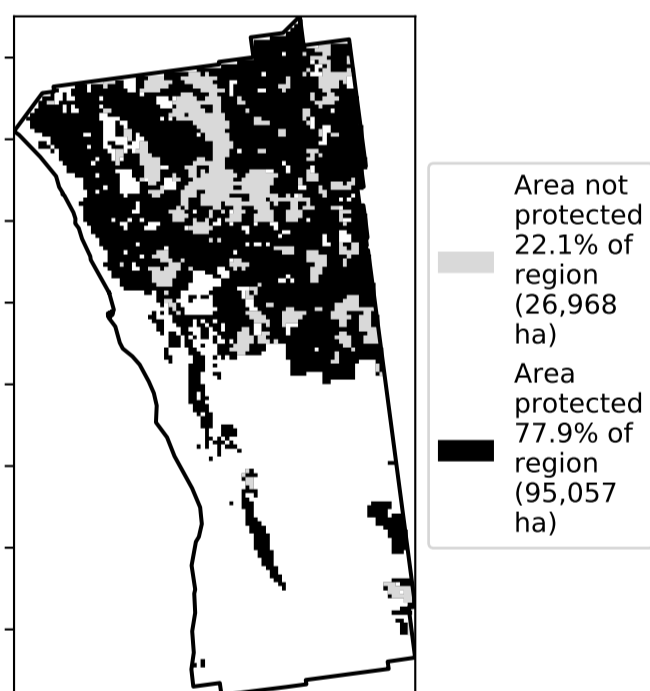 Area not
protected
22.1% of
region
(26,968
ha)
Area
protected
77.9% of
region
(95,057
ha)